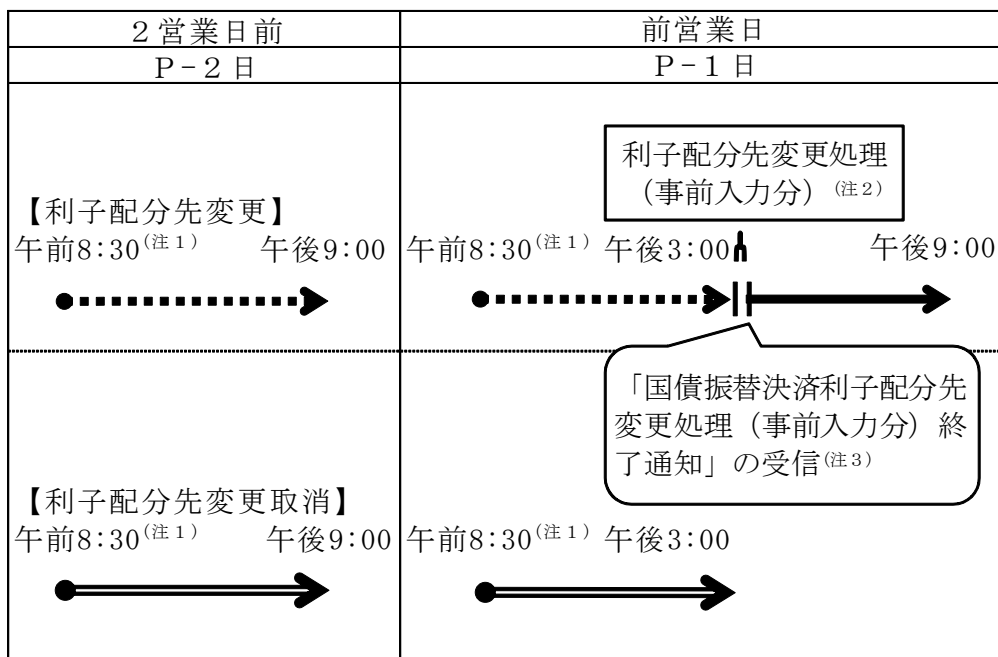 2営業日前
前営業日
P-2日
P-1日
利子配分先変更処理
(事前入力分)(注2)
【利子配分先変更】
午前8:30(注1) 午後9:00
午前8:30(注1) 午後3:00 午後9:00
「国債振替決済利子配分先
変更処理(事前入力分)終
了通知」の受信(注3)
【利子配分先変更取消】
午前8:30(注1) 午後9:00
午前8:30(注1) 午後3:00